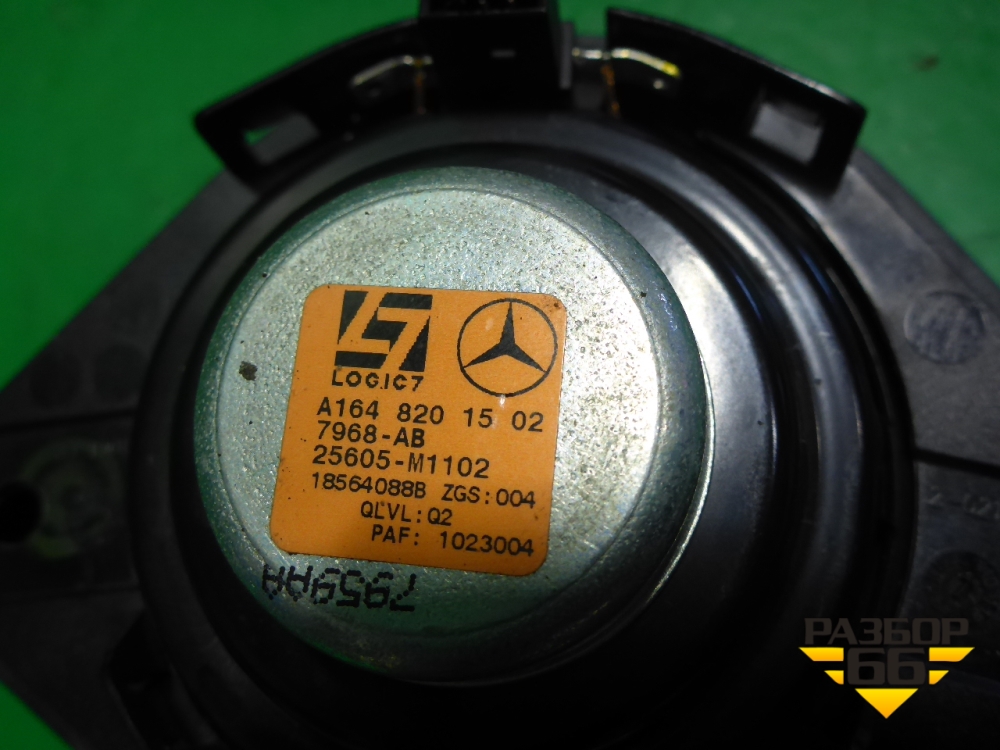 LOGIC7
A164 820 15 02
7968-AB
25605-M1102
18564088B ZGS:004
QLVL:Q2
PAF: 1023004
7959AA
РАЗБОР
66